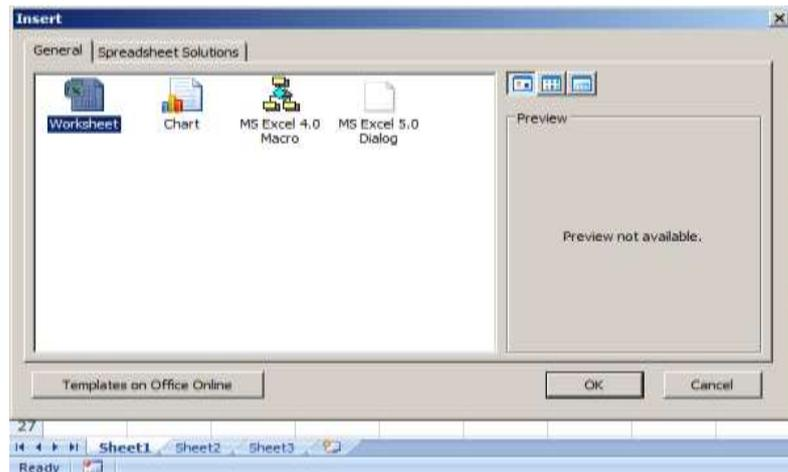 Insert
General Spreadsheet Solutions
Worksheet Chart MS Excel 4.0 Macro MS Excel 5.0 Dialog
Preview
Preview not available.
Templates on Office Online OK Cancel
27
Sheet1 Sheet2 Sheet3
Ready